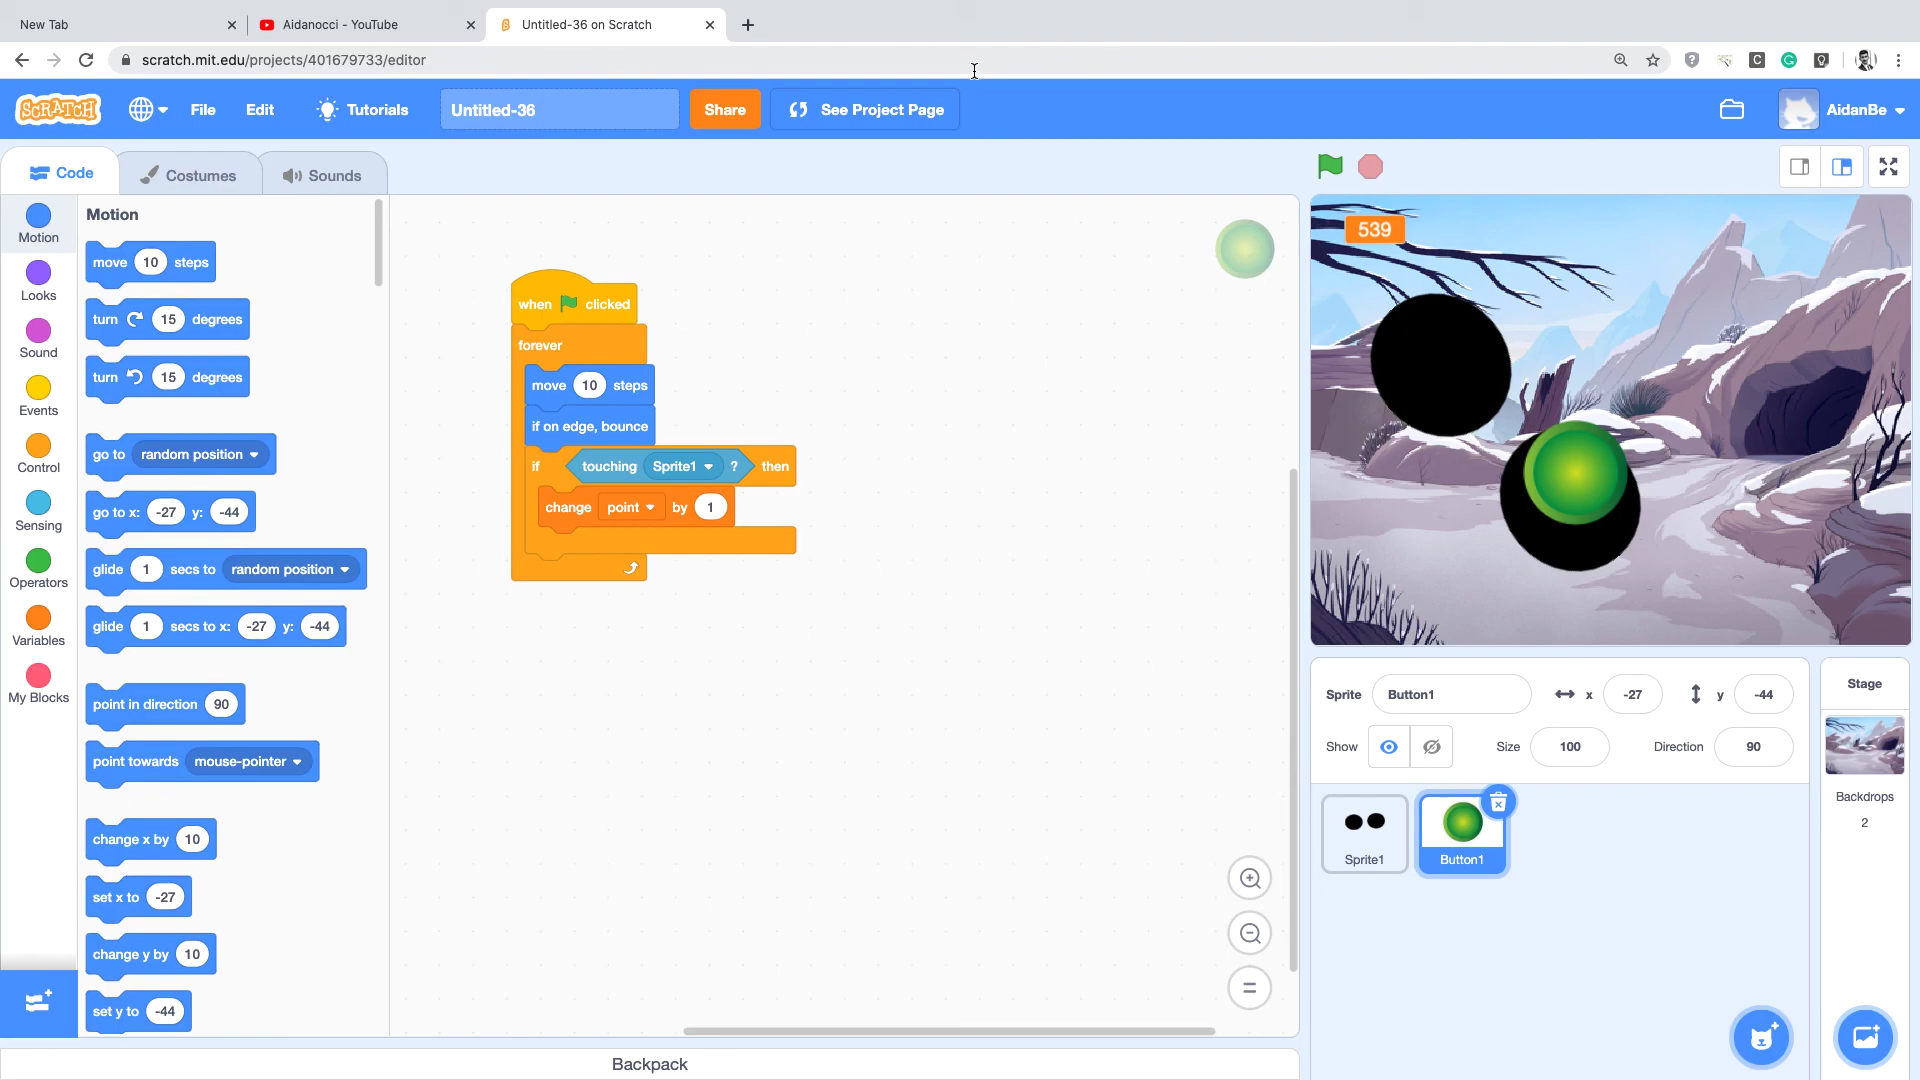 New Tab
Aidanocci - YouTube
Untitled-36 on Scratch
scratch.mit.edu/projects/401679733/editor
C
SCRATCH
File
Edit
Tutorials
Untitled-36
Share
See Project Page
AidanBe
Code
Costumes
Sounds
Motion
Looks
Sound
Events
Control
Sensing
Operators
Variables
My Blocks
Motion
move 10 steps
turn 15 degrees
turn 15 degrees
go to random position
go to x: -27 y: -44
glide 1 secs to random position
glide 1 secs to x: -27 y: -44
point in direction 90
point towards mouse-pointer
change x by 10
set x to -27
change y by 10
set y to -44
when clicked
forever
move 10 steps
if on edge, bounce
if touching Sprite1 ? then
change point by 1
539
Sprite Button1 x -27 y -44
Show Size 100 Direction 90
Sprite1
Button1
Stage
Backdrops
2
Backpack